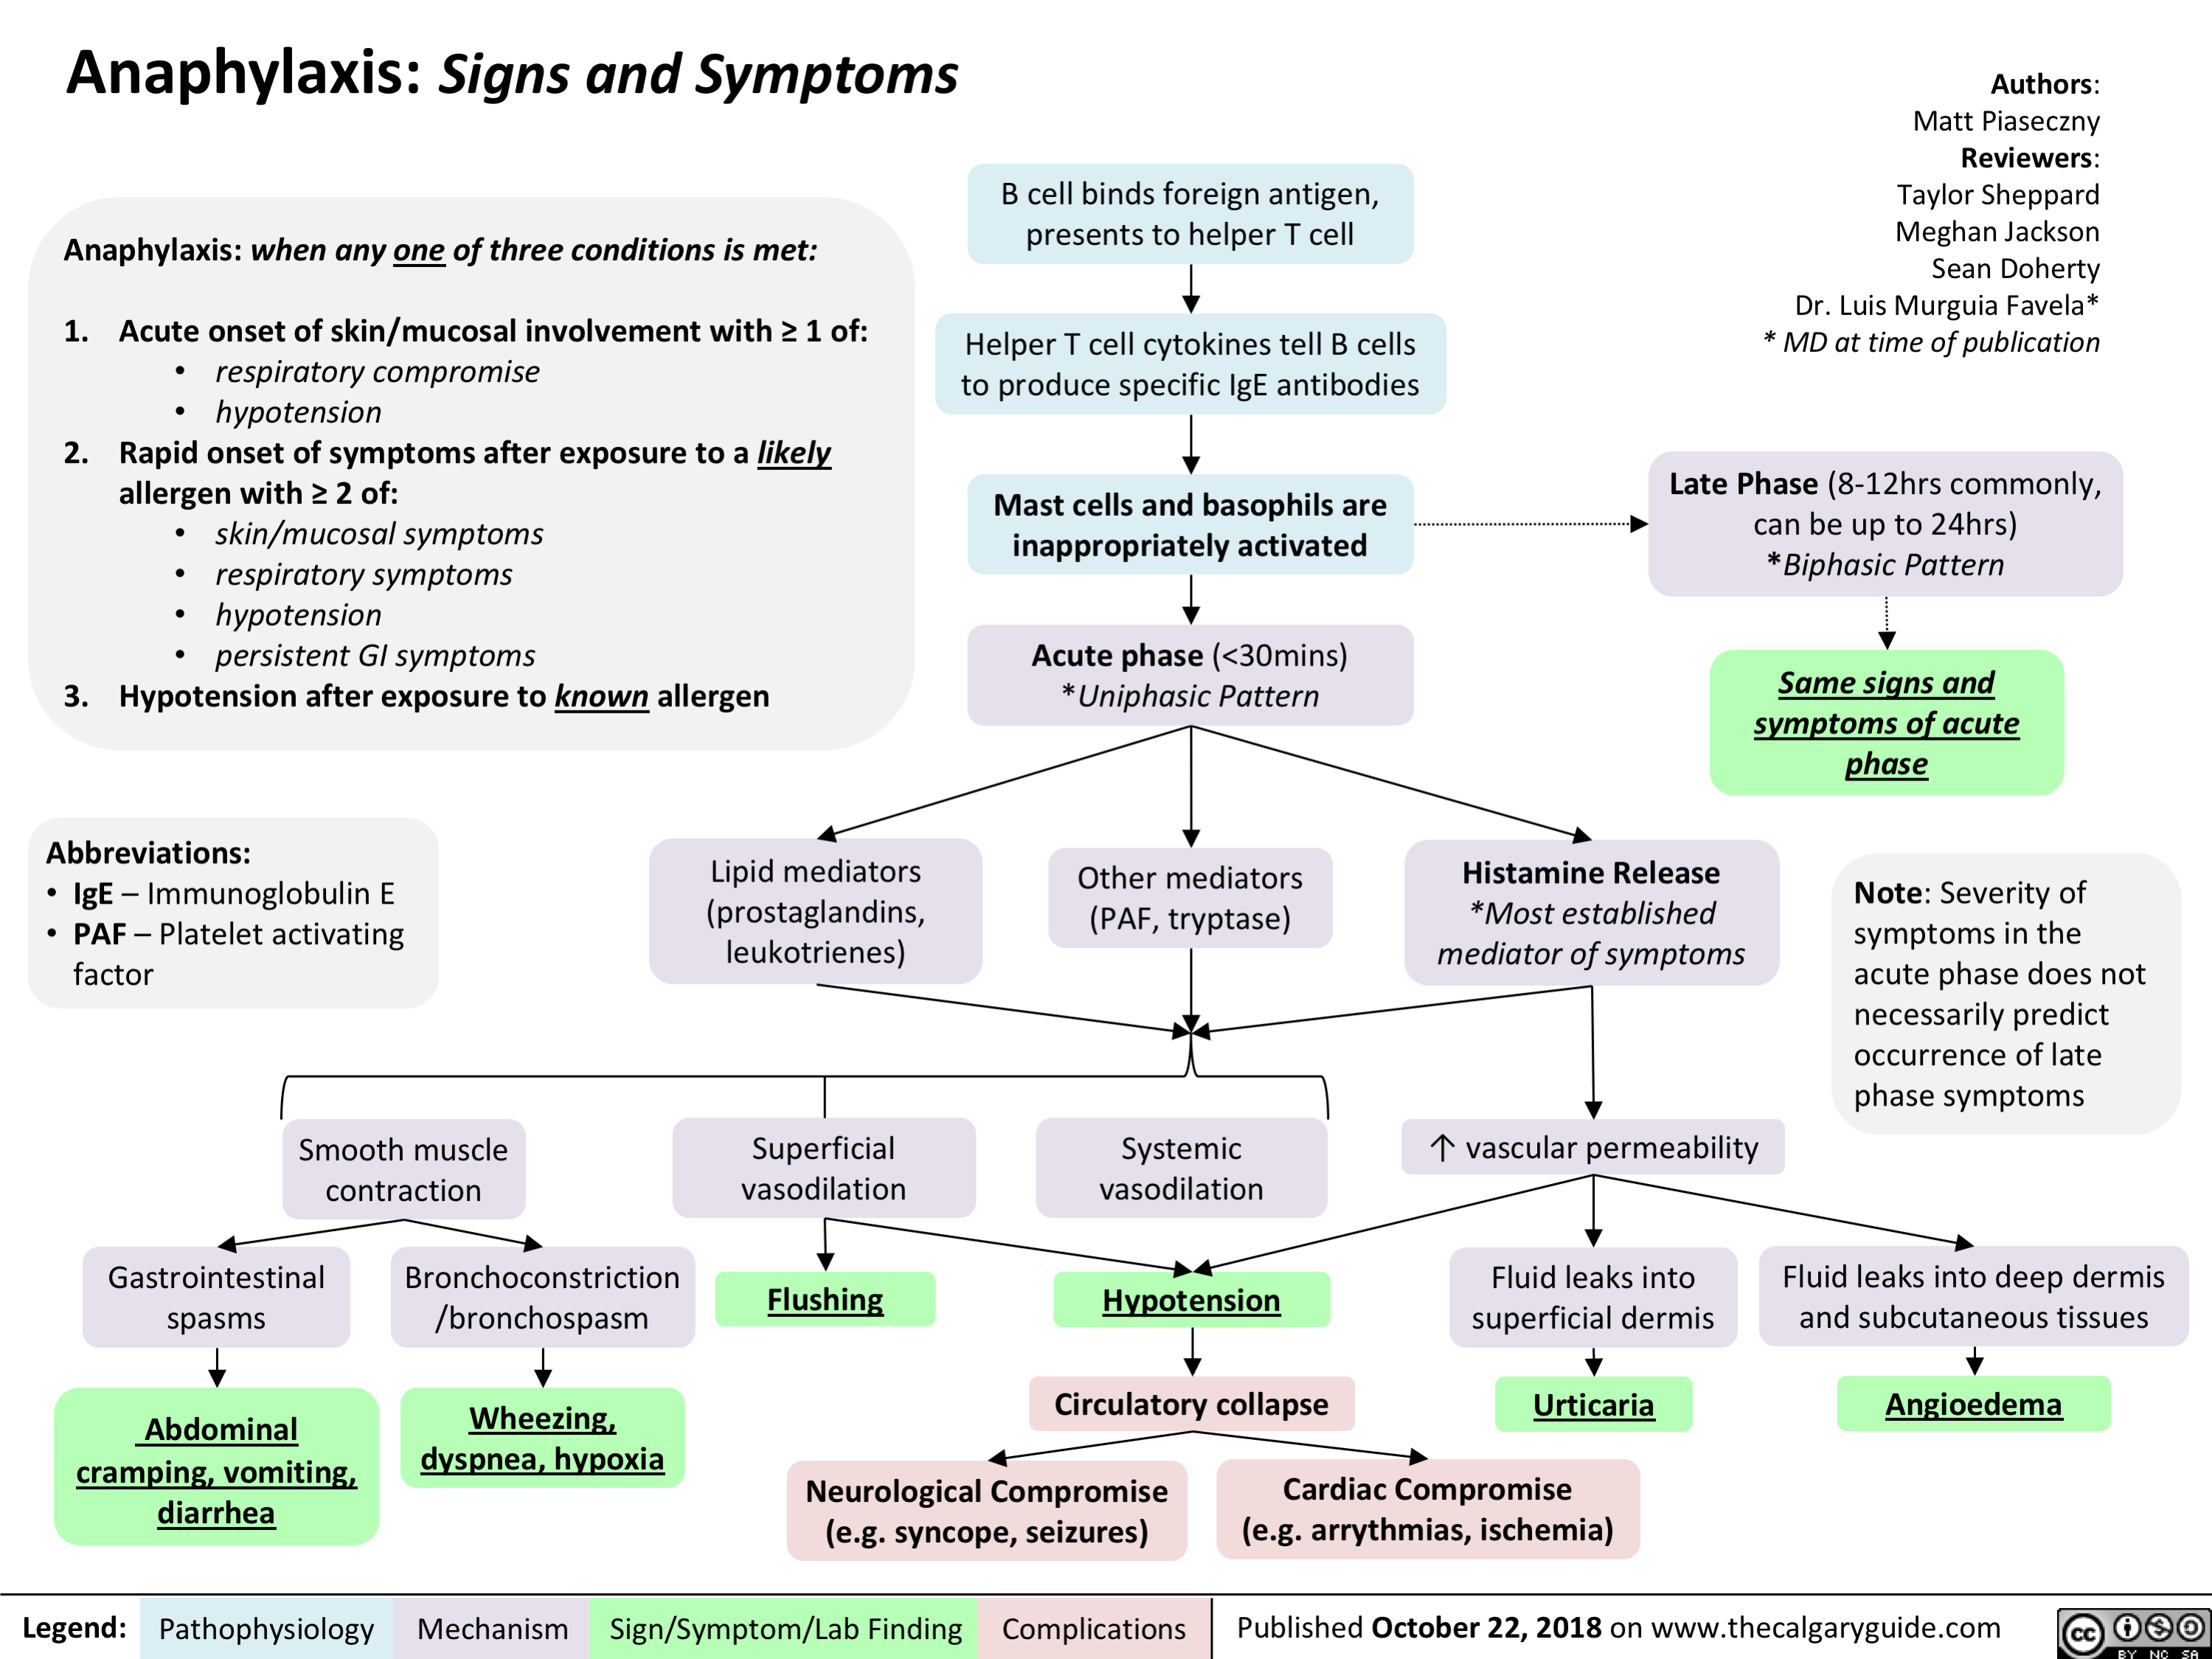 Anaphylaxis: Signs and Symptoms
Authors:
Matt Piaseczny
Reviewers:
Taylor Sheppard
Meghan Jackson
Sean Doherty
Dr. Luis Murguia Favela*
* MD at time of publication
Anaphylaxis: when any one of three conditions is met:
1. Acute onset of skin/mucosal involvement with ≥ 1 of:
• respiratory compromise
• hypotension
2. Rapid onset of symptoms after exposure to a likely
allergen with ≥ 2 of:
• skin/mucosal symptoms
• respiratory symptoms
• hypotension
• persistent GI symptoms
3. Hypotension after exposure to known allergen
B cell binds foreign antigen,
presents to helper T cell
Helper T cell cytokines tell B cells
to produce specific IgE antibodies
Mast cells and basophils are
inappropriately activated
Late Phase (8-12hrs commonly,
can be up to 24hrs)
*Biphasic Pattern
Acute phase (<30mins)
*Uniphasic Pattern
Same signs and
symptoms of acute
phase
Abbreviations:
• IgE – Immunoglobulin E
• PAF – Platelet activating
factor
Lipid mediators
(prostaglandins,
leukotrienes)
Other mediators
(PAF, tryptase)
Histamine Release
*Most established
mediator of symptoms
Note: Severity of
symptoms in the
acute phase does not
necessarily predict
occurrence of late
phase symptoms
Smooth muscle
contraction
Superficial
vasodilation
Systemic
vasodilation
↑ vascular permeability
Gastrointestinal
spasms
Bronchoconstriction
/bronchospasm
Flushing
Hypotension
Fluid leaks into
superficial dermis
Fluid leaks into deep dermis
and subcutaneous tissues
Abdominal
cramping, vomiting,
diarrhea
Wheezing,
dyspnea, hypoxia
Circulatory collapse
Urticaria
Angioedema
Neurological Compromise
(e.g. syncope, seizures)
Cardiac Compromise
(e.g. arrythmias, ischemia)
Legend: Pathophysiology Mechanism Sign/Symptom/Lab Finding Complications Published October 22, 2018 on www.thecalgaryguide.com
cc BY NC SA